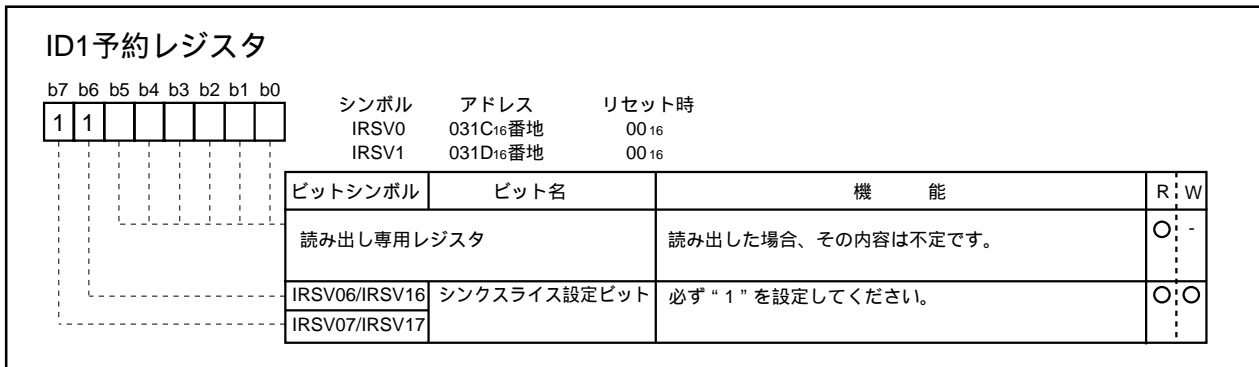 ID1予約レジスタ
b7 b6 b5 b4 b3 b2 b1 b0
1 1
シンボル アドレス リセット時
IRSV0 031C16番地 0016
IRSV1 031D16番地 0016
ビットシンボル ビット名 機 能 R W
読み出し専用レジスタ 読み出した場合、その内容は不定です。 ○ -
IRSV06/IRSV16 シンクスライス設定ビット 必ず“1”を設定してください。 ○ ○
IRSV07/IRSV17